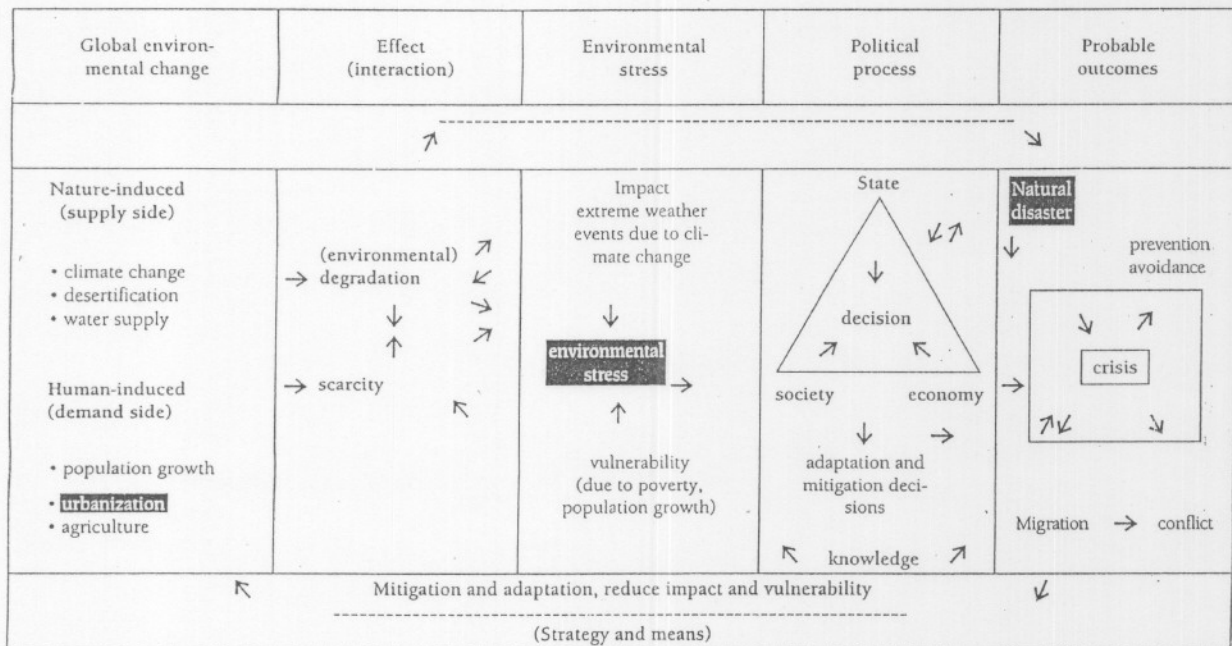 Global environ-
mental change
Effect
(interaction)
Environmental
stress
Political
process
Probable
outcomes
Nature-induced
(supply side)
• climate change
• desertification
• water supply
Human-induced
(demand side)
• population growth
• urbanization
• agriculture
(environmental)
degradation
scarcity
Impact
extreme weather
events due to cli-
mate change
environmental
stress
vulnerability
(due to poverty,
population growth)
State
decision
society economy
adaptation and
mitigation deci-
sions
knowledge
Natural
disaster
prevention
avoidance
crisis
Migration → conflict
Mitigation and adaptation, reduce impact and vulnerability
(Strategy and means)